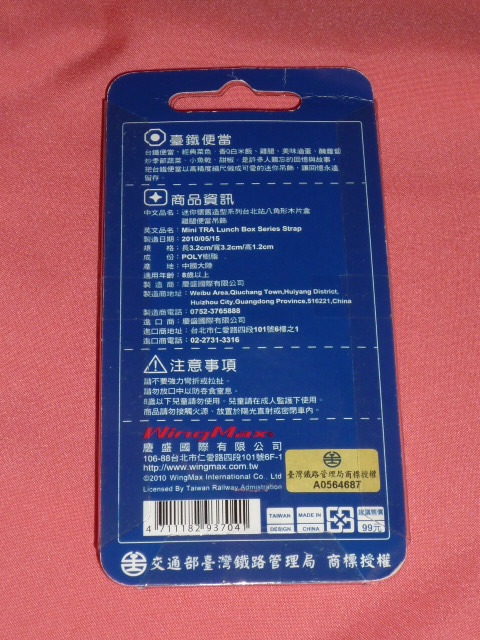 臺鐵便當
台鐵便當，經典菜色，香Q白米飯、雞腿、美味滷蛋、醃蘿蔔
炒季節蔬菜、小魚乾、甜椒，是許多人難忘的回憶與故事。
把台鐵便當以高精度縮尺做成可愛的迷你吊飾，讓回憶永遠
留存。
商品資訊
中文品名：迷你懷舊造型系列台北站八角形木片盒
雞腿便當吊飾
英文品名：Mini TRA Lunch Box Series Strap
製造日期：2010/05/15
規　格：長3.2cm/寬3.2cm/高1.2cm
成　份：POLY樹脂
產　地：中國大陸
適用年齡：8歲以上
製 造 商：慶盛國際有限公司
製造商地址：Weibu Area,Qiuchang Town,Huiyang District,
Huizhou City,Guangdong Province,516221,China
製造商電話：0752-3765888
進 口 商：慶盛國際有限公司
進口商地址：台北市仁愛路四段101號6樓之1
進口商電話：02-2731-3316
注意事項
請不要強力彎折或拉扯。
請勿放入口中以防吞食窒息。
8歲以下兒童請勿使用。兒童請在成人監護下使用。
商品請勿接觸火源、放置於陽光直射或密閉車內。
WingMax
慶盛國際有限公司
106-88台北市仁愛路四段101號6F-1
http://www.wingmax.com.tw
©2010 WingMax International Co., Ltd
Licensed By Taiwan Railway Admistration
臺灣鐵路管理局商標授權
A0564687
4 711182 937041
TAIWAN DESIGN
MADE IN CHINA
建議售價
99元
交通部臺灣鐵路管理局 商標授權